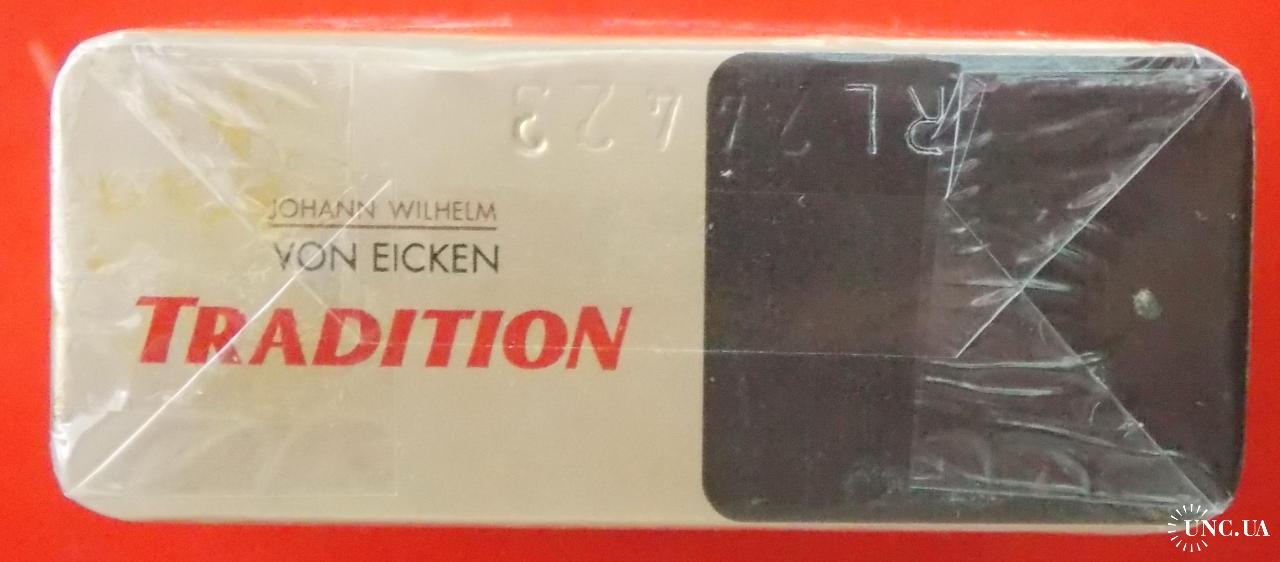 JOHANN WILHELM
VON EICKEN
TRADITION
UNC.UA